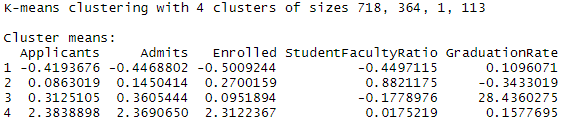 K-means clustering with 4 clusters of sizes 718, 364, 1, 113
Cluster means:
Applicants Admits Enrolled StudentFacultyRatio GraduationRate
1 -0.4193676 -0.4468802 -0.5009244 -0.4497115 0.1096071
2 0.0863019 0.1450414 0.2700159 0.8821175 -0.3433019
3 0.3125105 0.3605444 0.0951894 -0.1778976 28.4360275
4 2.3838898 2.3690650 2.3122367 0.0175219 0.1577695